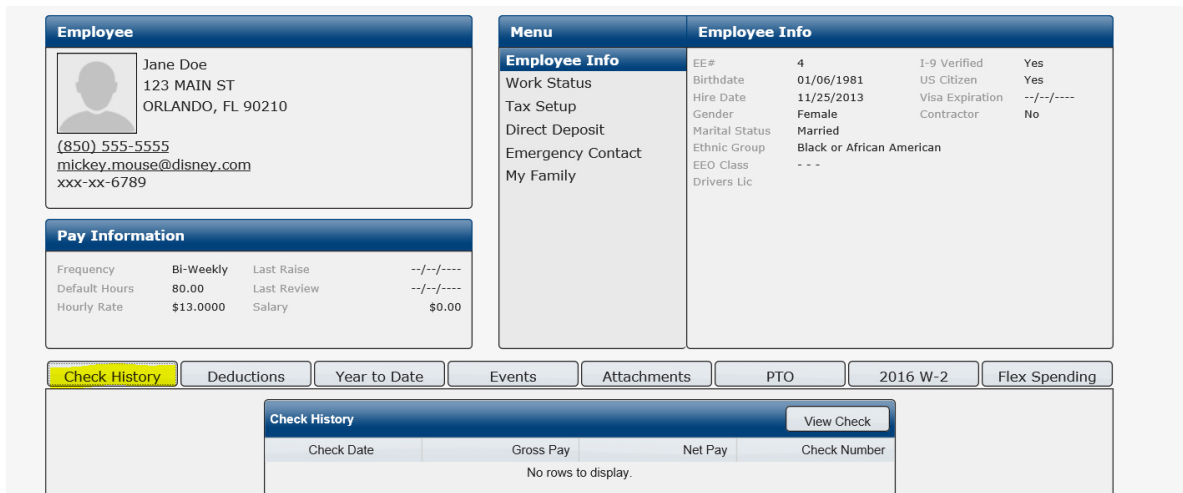 Employee
Jane Doe
123 MAIN ST
ORLANDO, FL 90210
(850) 555-5555
mickey.mouse@disney.com
xxx-xx-6789
Pay Information
Frequency Bi-Weekly Last Raise --/--/----
Default Hours 80.00 Last Review --/--/----
Hourly Rate $13.0000 Salary $0.00
Menu
Employee Info
Work Status
Tax Setup
Direct Deposit
Emergency Contact
My Family
Employee Info
EE# 4 I-9 Verified Yes
Birthdate 01/06/1981 US Citizen Yes
Hire Date 11/25/2013 Visa Expiration --/--/----
Gender Female Contractor No
Marital Status Married
Ethnic Group Black or African American
EEO Class - - -
Drivers Lic
Check History Deductions Year to Date Events Attachments PTO 2016 W-2 Flex Spending
Check History View Check
Check Date Gross Pay Net Pay Check Number
No rows to display.